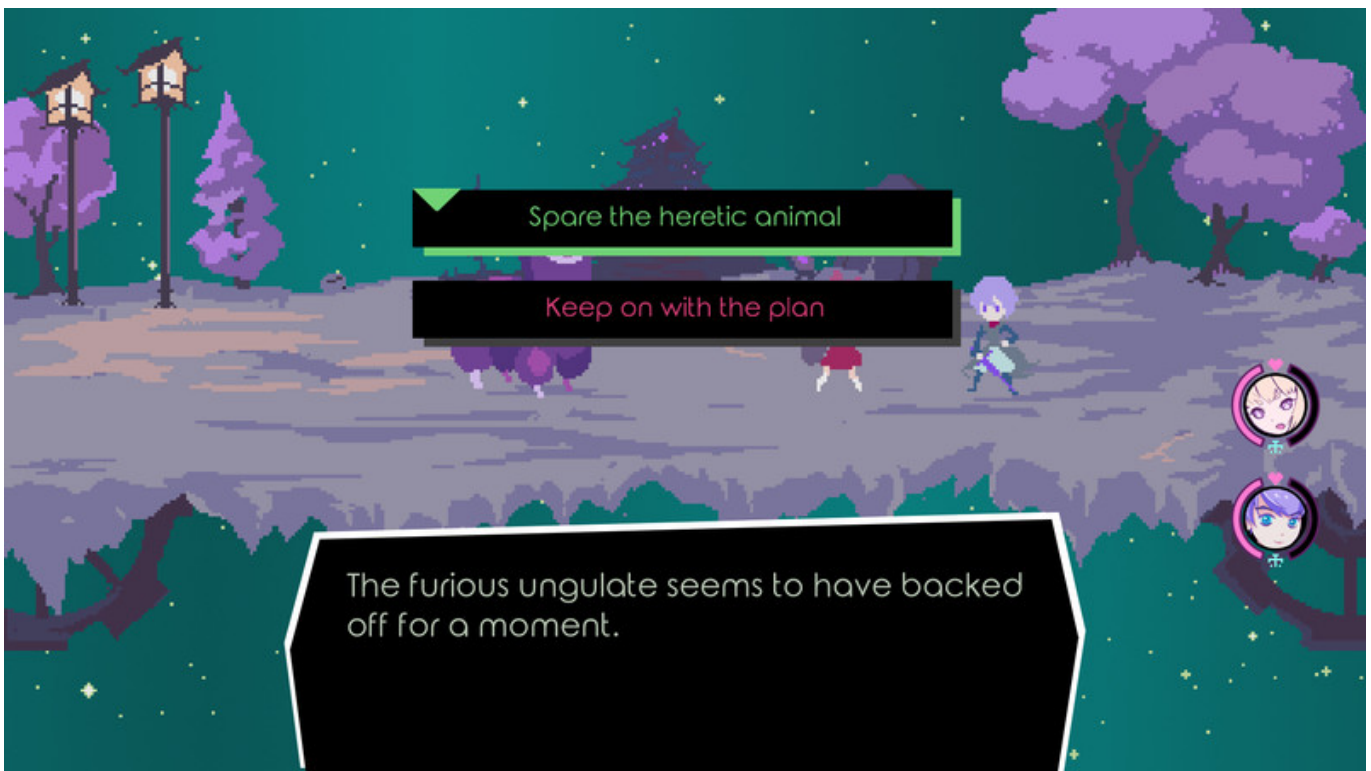 Spare the heretic animal
Keep on with the plan
The furious ungulate seems to have backed
off for a moment.